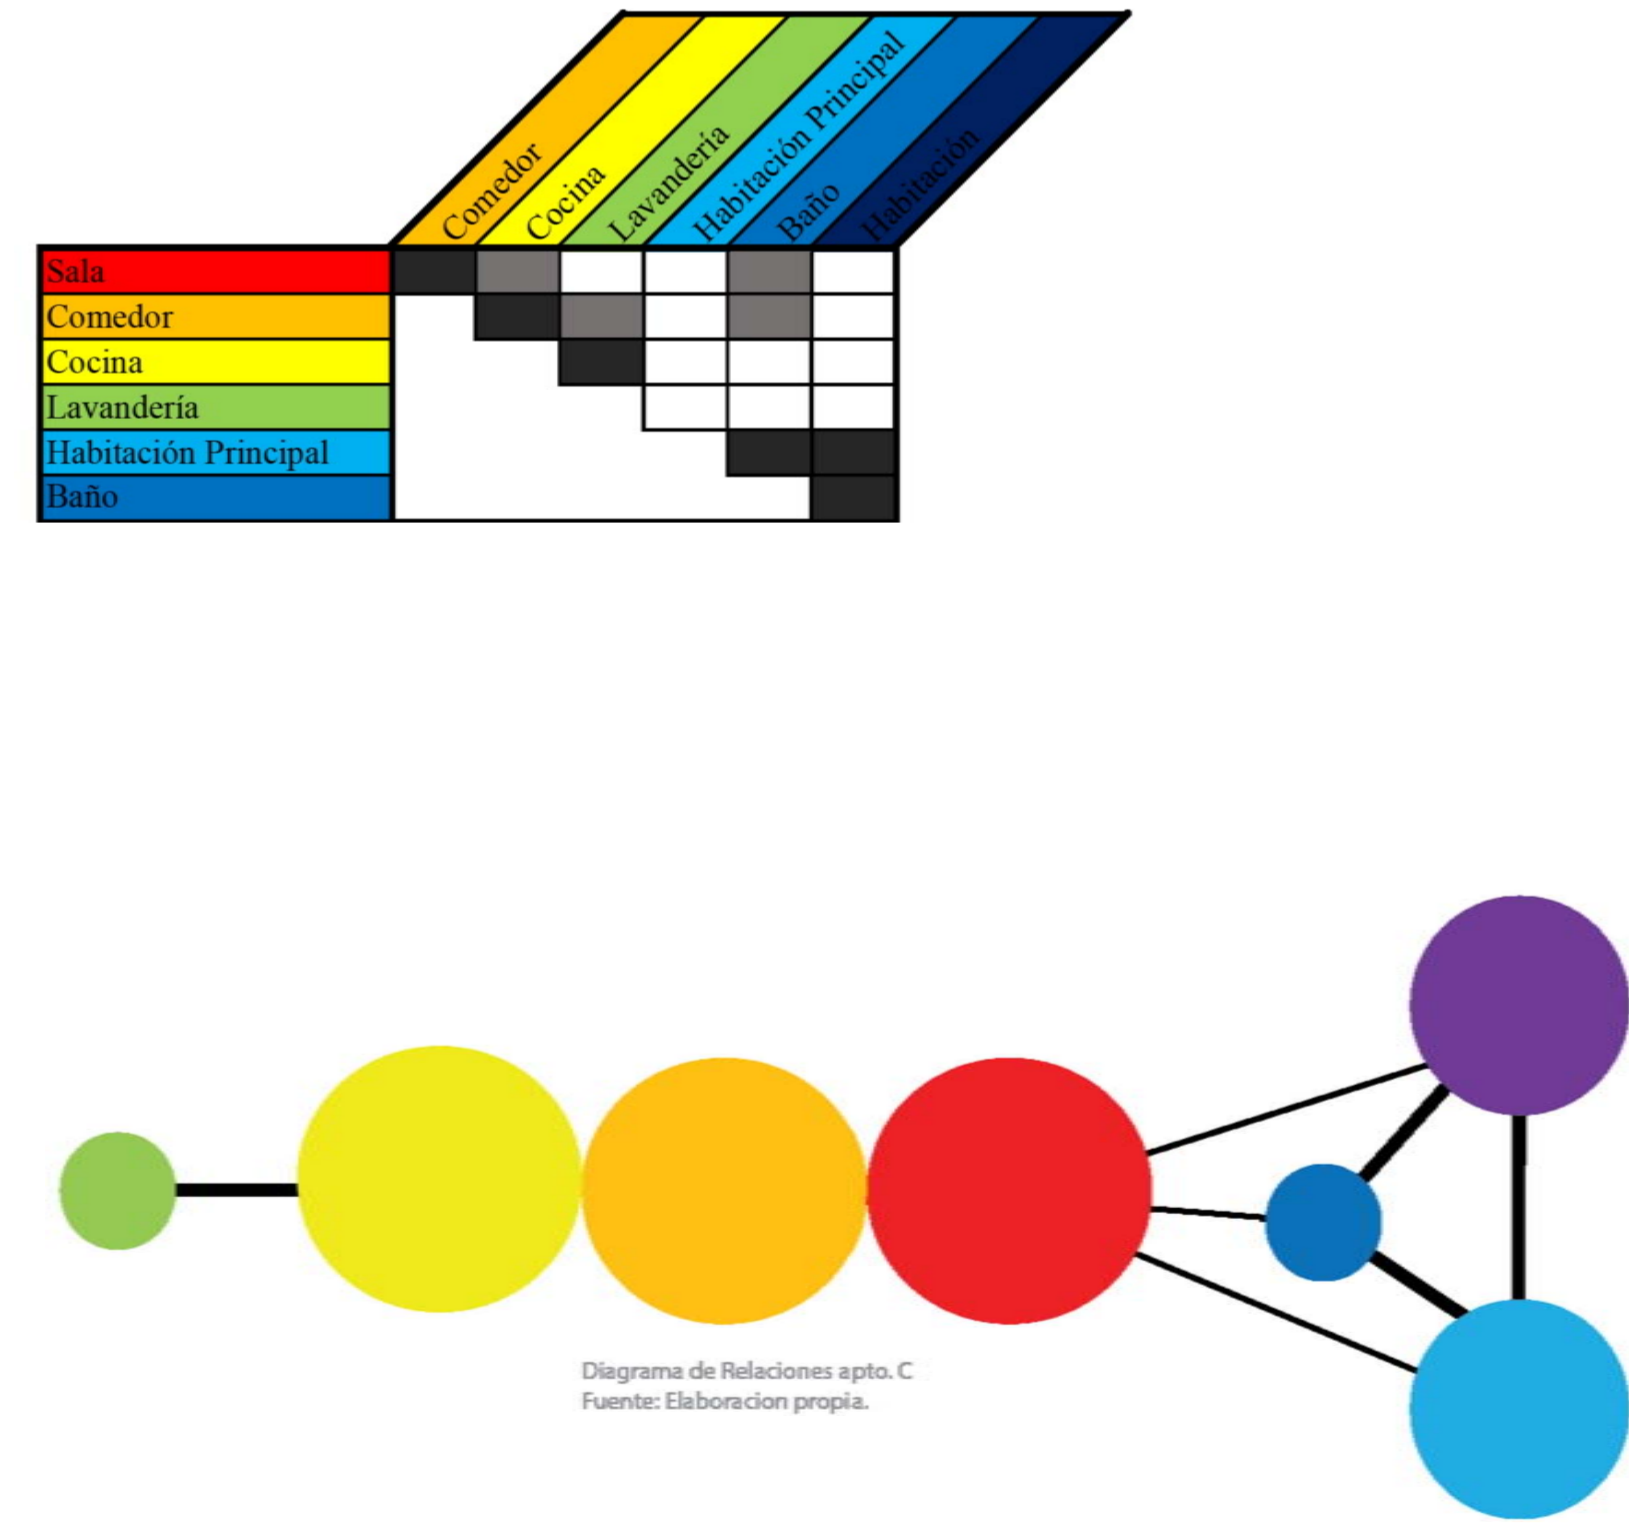 Comedor
Cocina
Lavandería
Habitación Principal
Baño
Habitación
Sala
Comedor
Cocina
Lavandería
Habitación Principal
Baño
Diagrama de Relaciones apto. C
Fuente: Elaboracion propia.